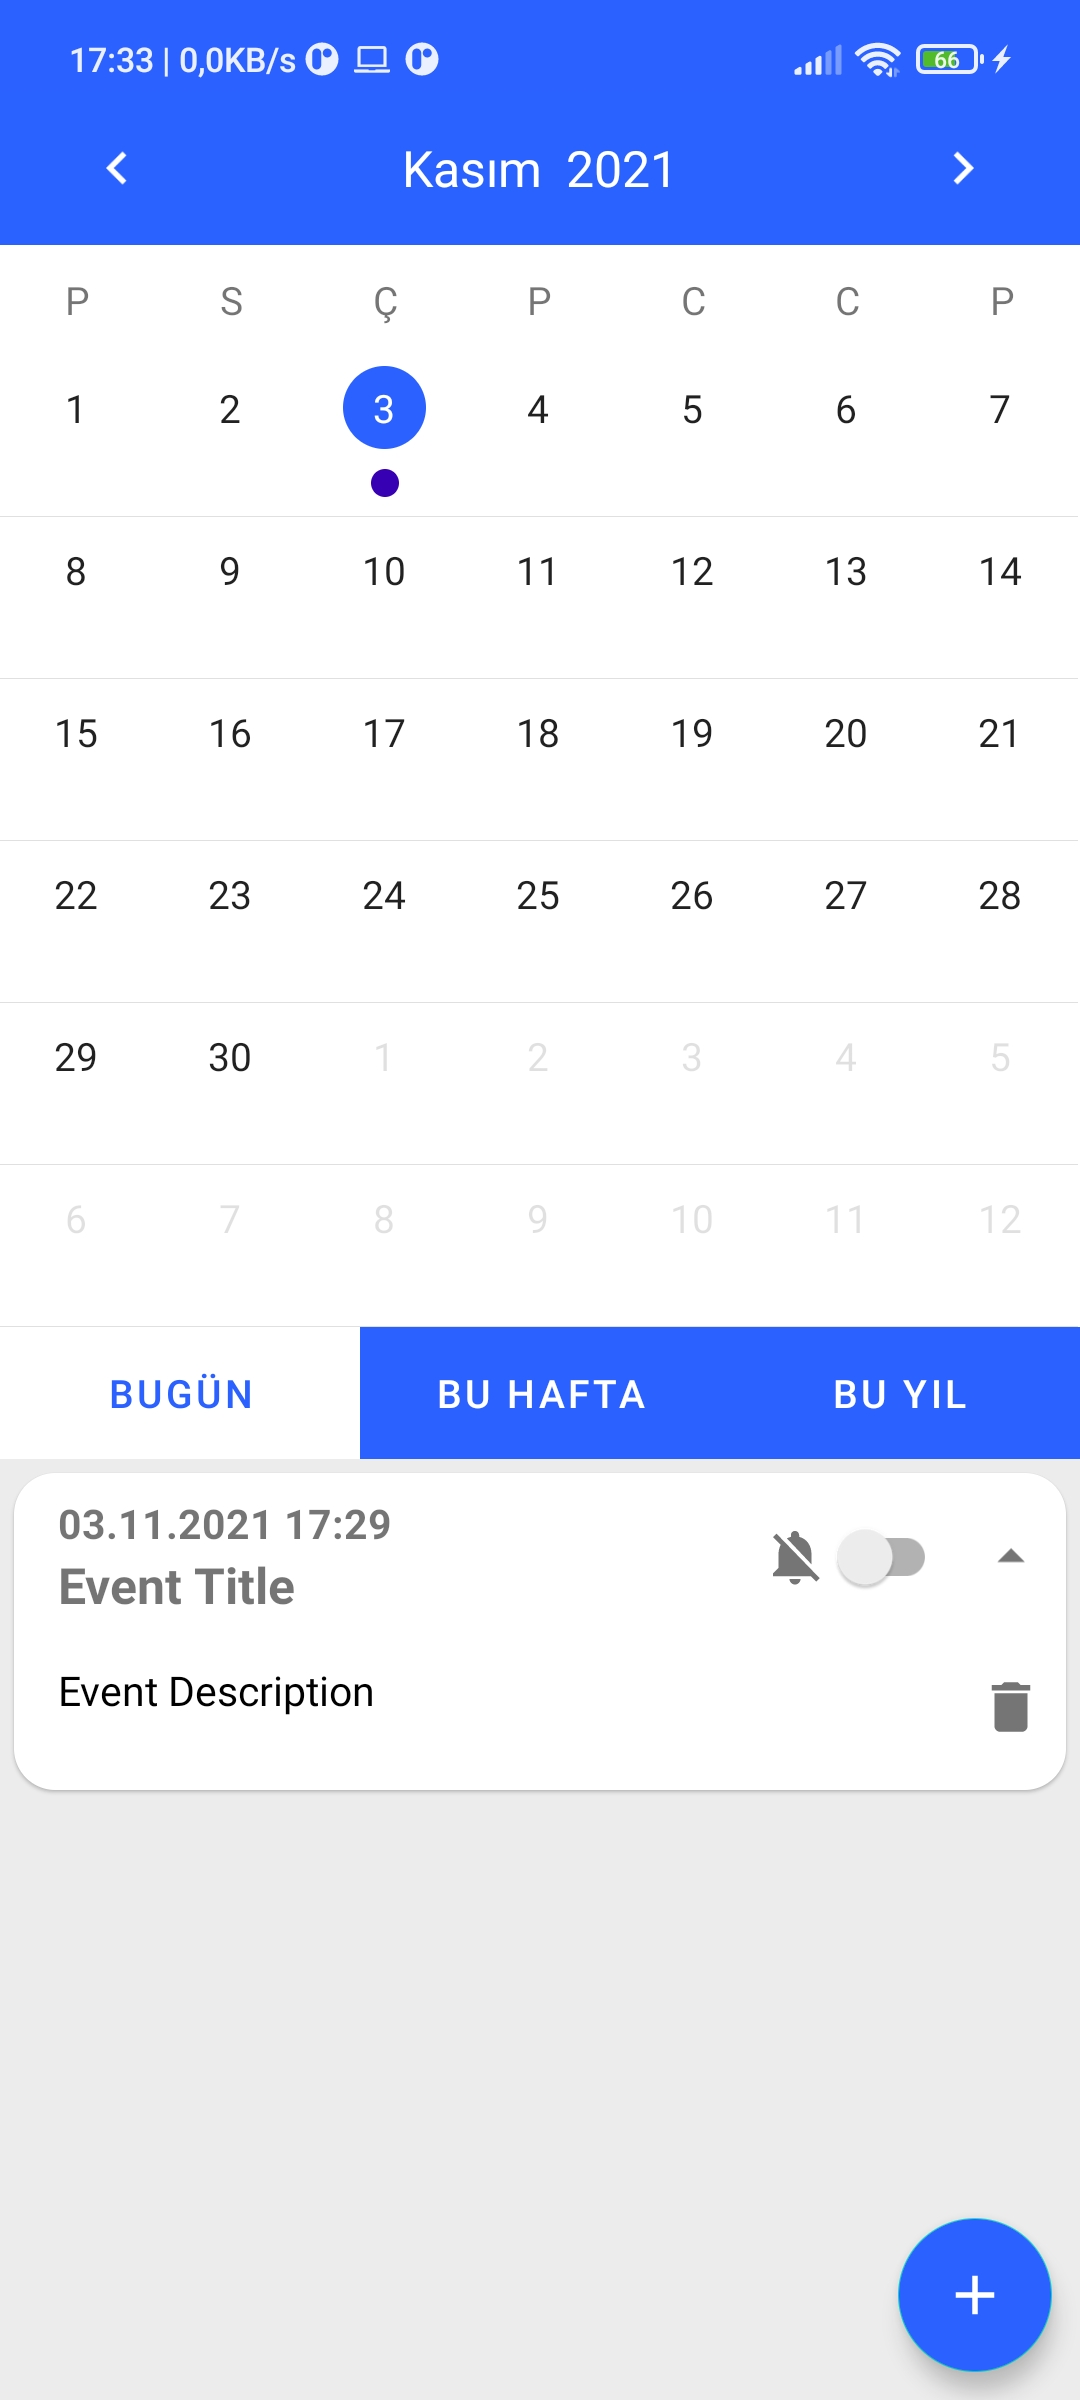 17:33 | 0,0KB/s 66
Kasım 2021
P S Ç P C C P
1 2 3 4 5 6 7
8 9 10 11 12 13 14
15 16 17 18 19 20 21
22 23 24 25 26 27 28
29 30 1 2 3 4 5
6 7 8 9 10 11 12
BUGÜN BU HAFTA BU YIL
03.11.2021 17:29
Event Title
Event Description